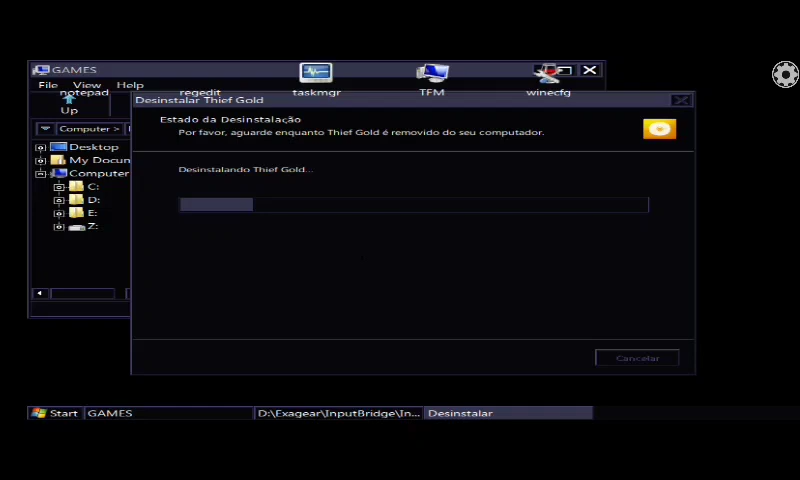 GAMES
File View Help
notepad
regedit
taskmgr
TFM
winecfg
Up
Desinstalar Thief Gold
Estado da Desinstalação
Por favor, aguarde enquanto Thief Gold é removido do seu computador.
Computer >
Desktop
My Docum
Computer
C:
D:
E:
Z:
Desinstalando Thief Gold...
Cancelar
Start
GAMES
D:\Exagear\InputBridge\In...
Desinstalar